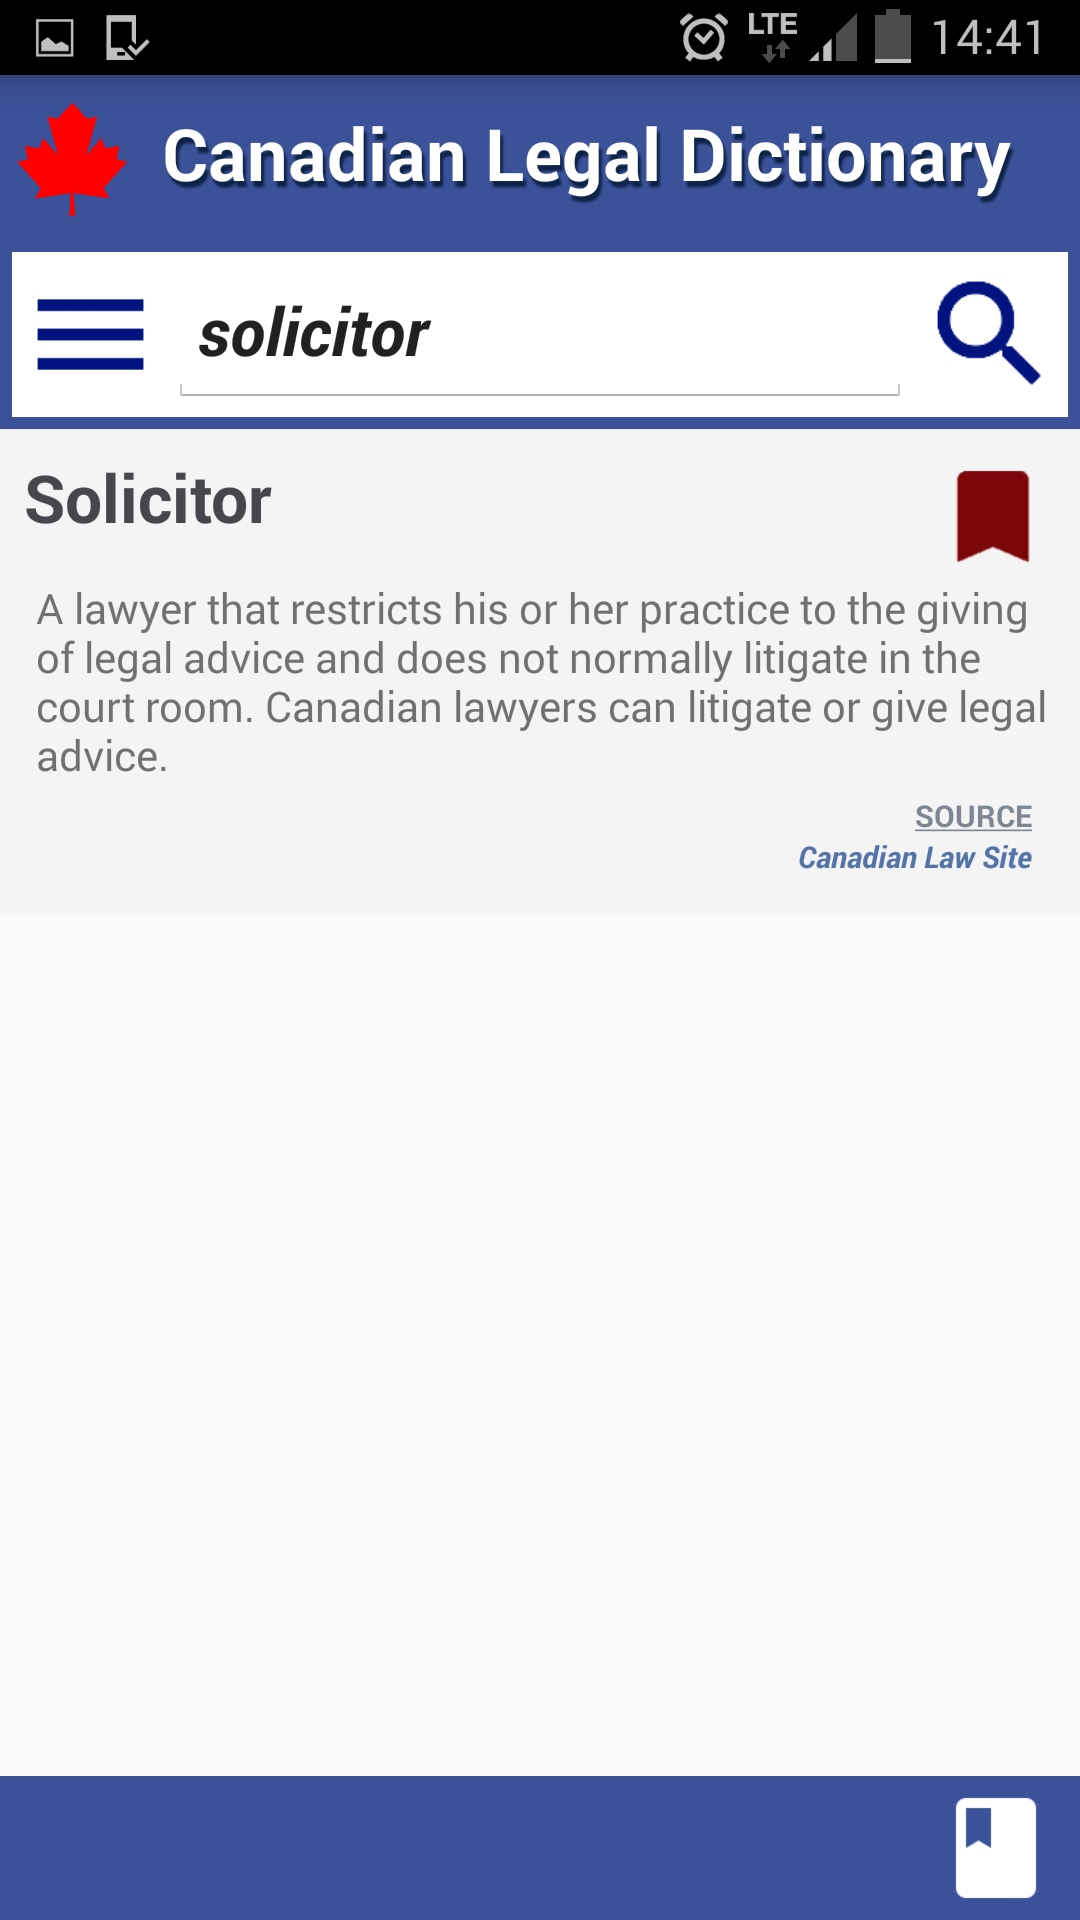 LTE
14:41
Canadian Legal Dictionary
solicitor
Solicitor
A lawyer that restricts his or her practice to the giving
of legal advice and does not normally litigate in the
court room. Canadian lawyers can litigate or give legal
advice.
SOURCE
Canadian Law Site